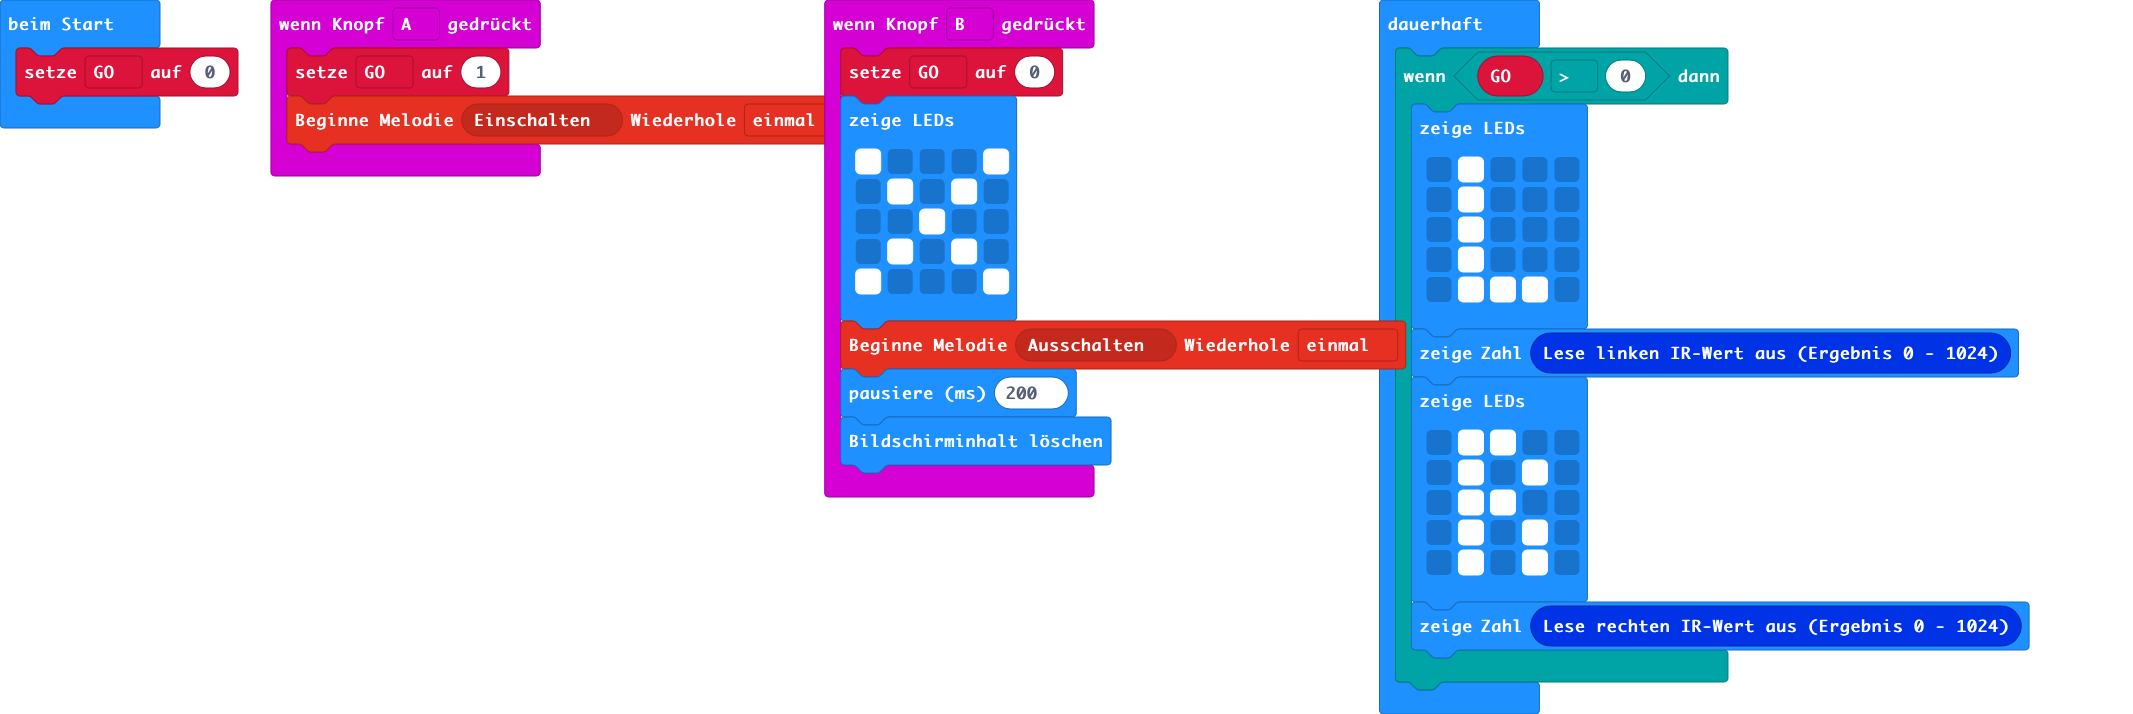 beim Start
setze GO auf 0
wenn Knopf A gedrückt
setze GO auf 1
Beginne Melodie Einschalten Wiederhole einmal
wenn Knopf B gedrückt
setze GO auf 0
zeige LEDs
Beginne Melodie Ausschalten Wiederhole einmal
pausiere (ms) 200
Bildschirminhalt löschen
dauerhaft
wenn GO > 0 dann
zeige LEDs
zeige Zahl Lese linken IR-Wert aus (Ergebnis 0 - 1024)
zeige LEDs
zeige Zahl Lese rechten IR-Wert aus (Ergebnis 0 - 1024)